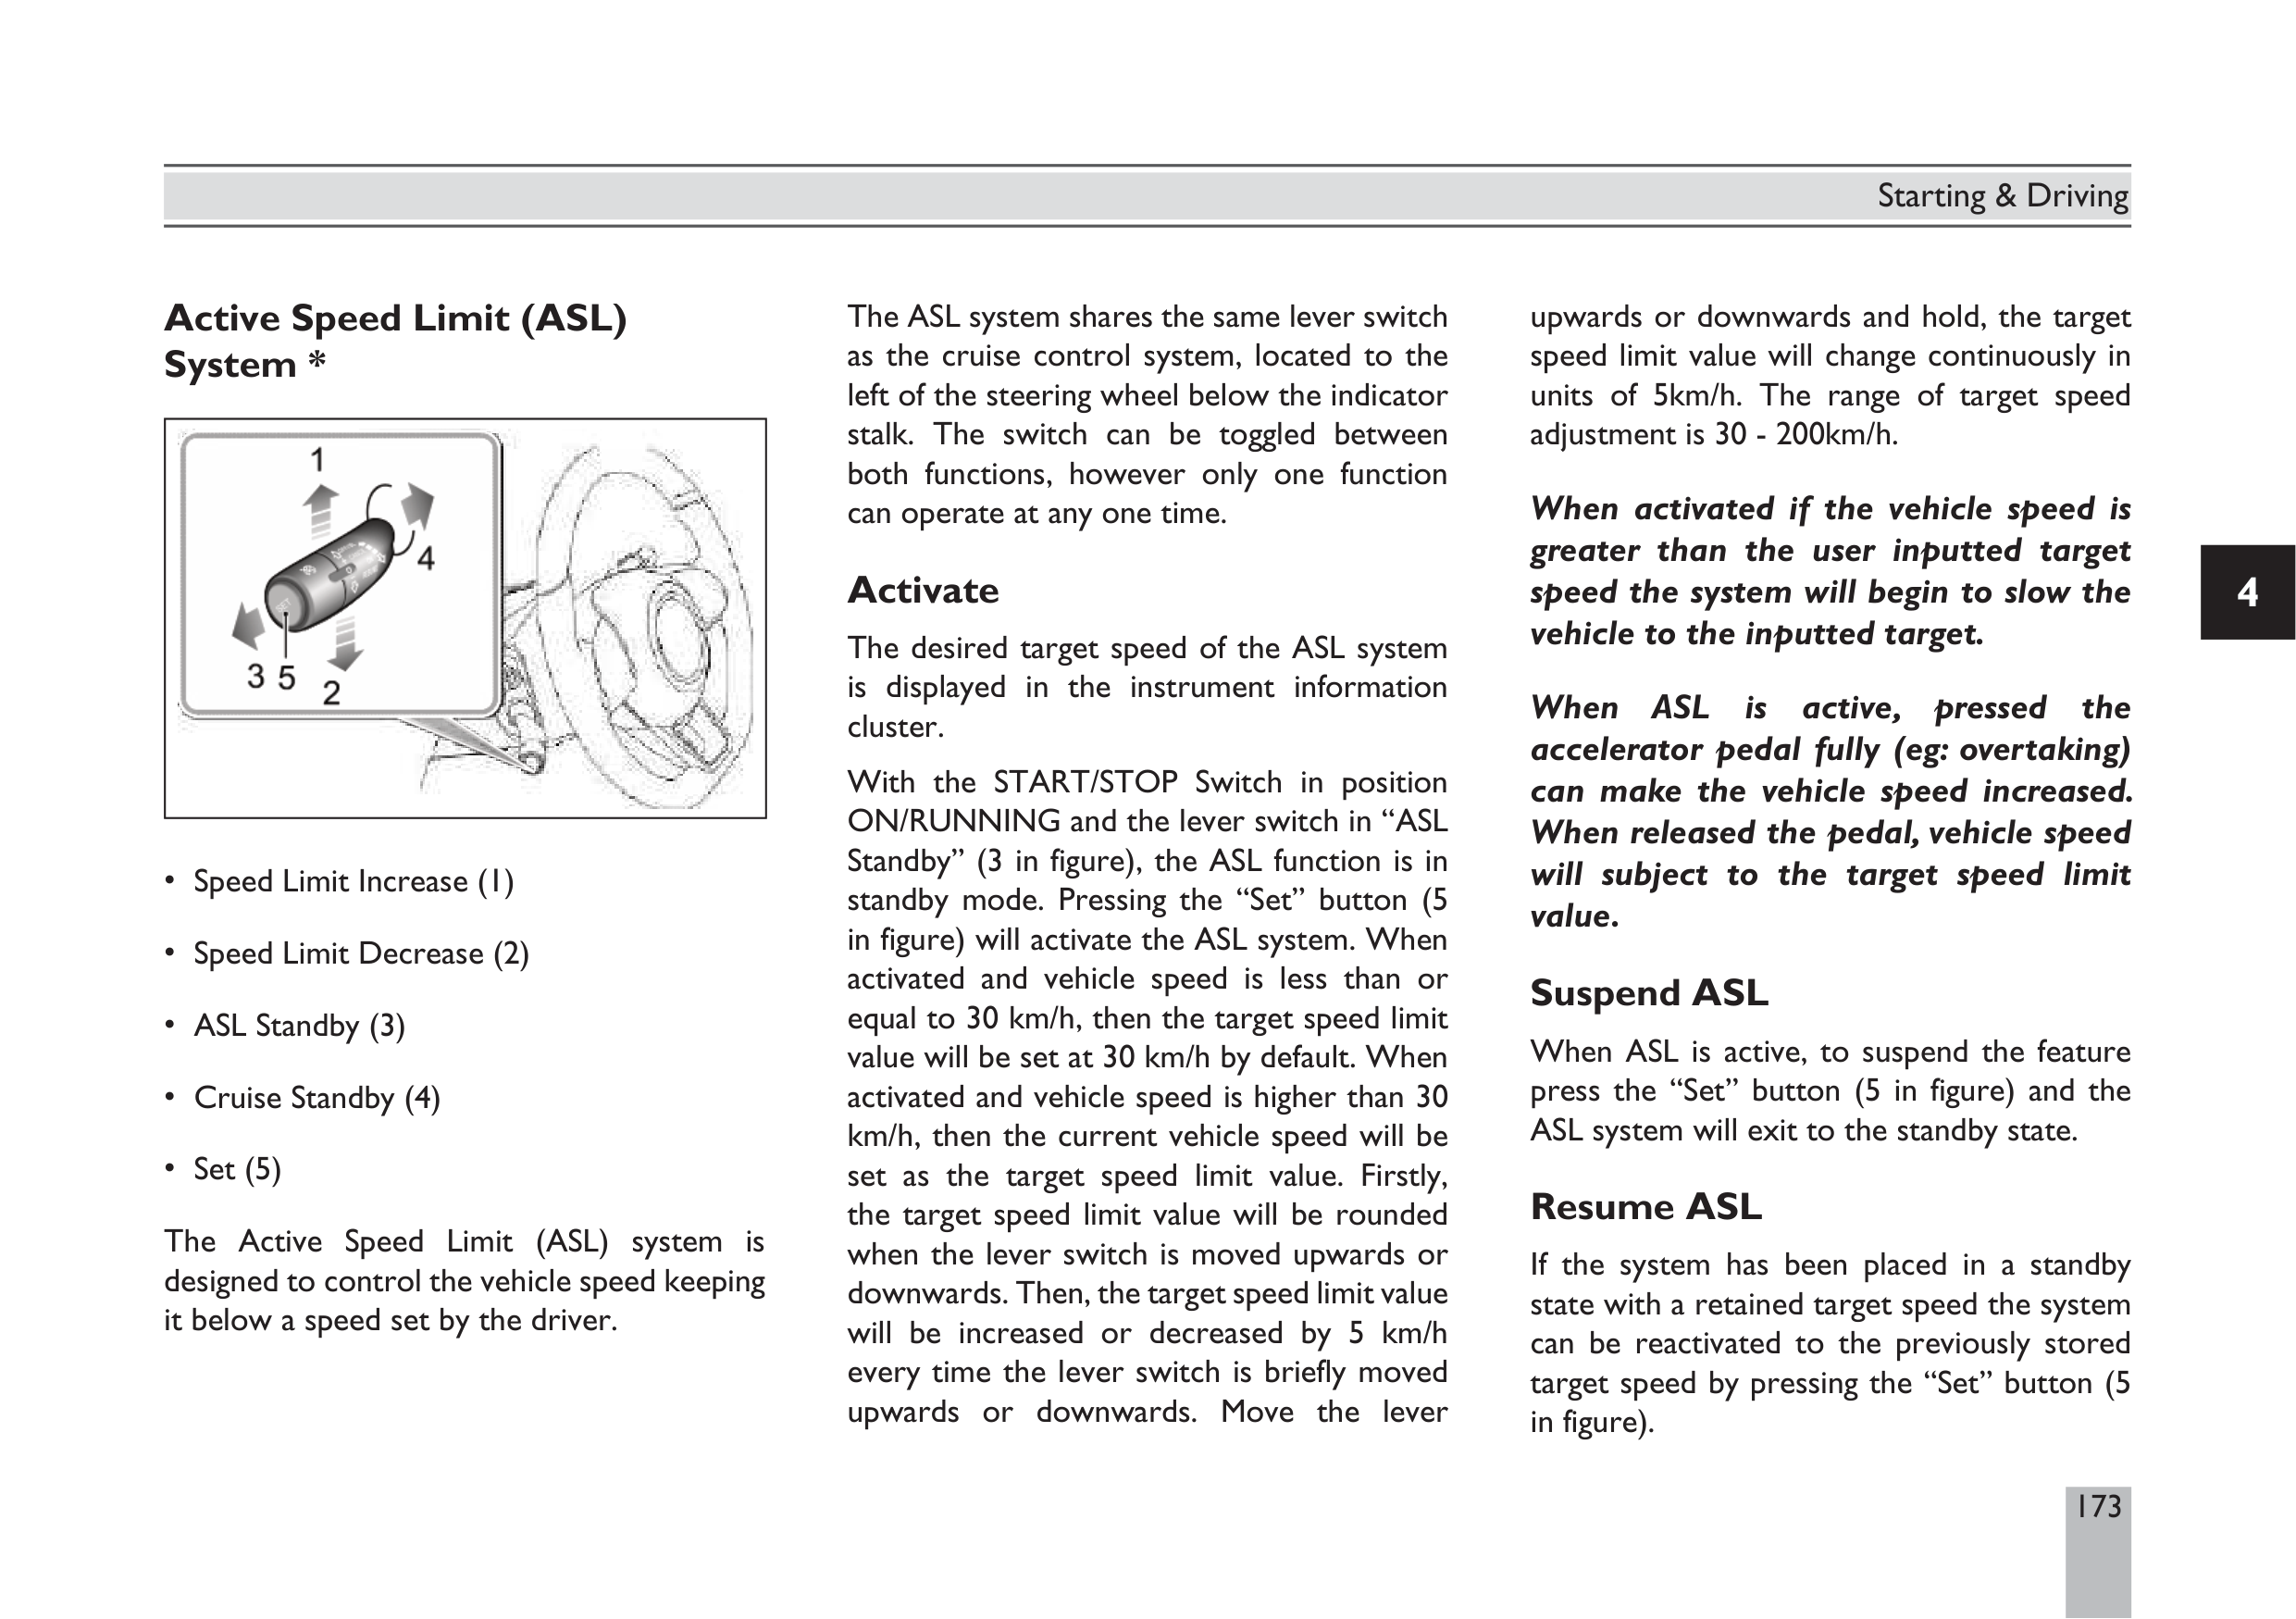 Starting & Driving
Active Speed Limit (ASL)
System *
1
4
3 5
2
SET
• Speed Limit Increase (1)
• Speed Limit Decrease (2)
• ASL Standby (3)
• Cruise Standby (4)
• Set (5)
The Active Speed Limit (ASL) system is
designed to control the vehicle speed keeping
it below a speed set by the driver.
The ASL system shares the same lever switch
as the cruise control system, located to the
left of the steering wheel below the indicator
stalk. The switch can be toggled between
both functions, however only one function
can operate at any one time.
Activate
The desired target speed of the ASL system
is displayed in the instrument information
cluster.
With the START/STOP Switch in position
ON/RUNNING and the lever switch in “ASL
Standby” (3 in figure), the ASL function is in
standby mode. Pressing the “Set” button (5
in figure) will activate the ASL system. When
activated and vehicle speed is less than or
equal to 30 km/h, then the target speed limit
value will be set at 30 km/h by default. When
activated and vehicle speed is higher than 30
km/h, then the current vehicle speed will be
set as the target speed limit value. Firstly,
the target speed limit value will be rounded
when the lever switch is moved upwards or
downwards. Then, the target speed limit value
will be increased or decreased by 5 km/h
every time the lever switch is briefly moved
upwards or downwards. Move the lever
upwards or downwards and hold, the target
speed limit value will change continuously in
units of 5km/h. The range of target speed
adjustment is 30 - 200km/h.
When activated if the vehicle speed is
greater than the user inputted target
speed the system will begin to slow the
vehicle to the inputted target.
When ASL is active, pressed the
accelerator pedal fully (eg: overtaking)
can make the vehicle speed increased.
When released the pedal, vehicle speed
will subject to the target speed limit
value.
Suspend ASL
When ASL is active, to suspend the feature
press the “Set” button (5 in figure) and the
ASL system will exit to the standby state.
Resume ASL
If the system has been placed in a standby
state with a retained target speed the system
can be reactivated to the previously stored
target speed by pressing the “Set” button (5
in figure).
4
173